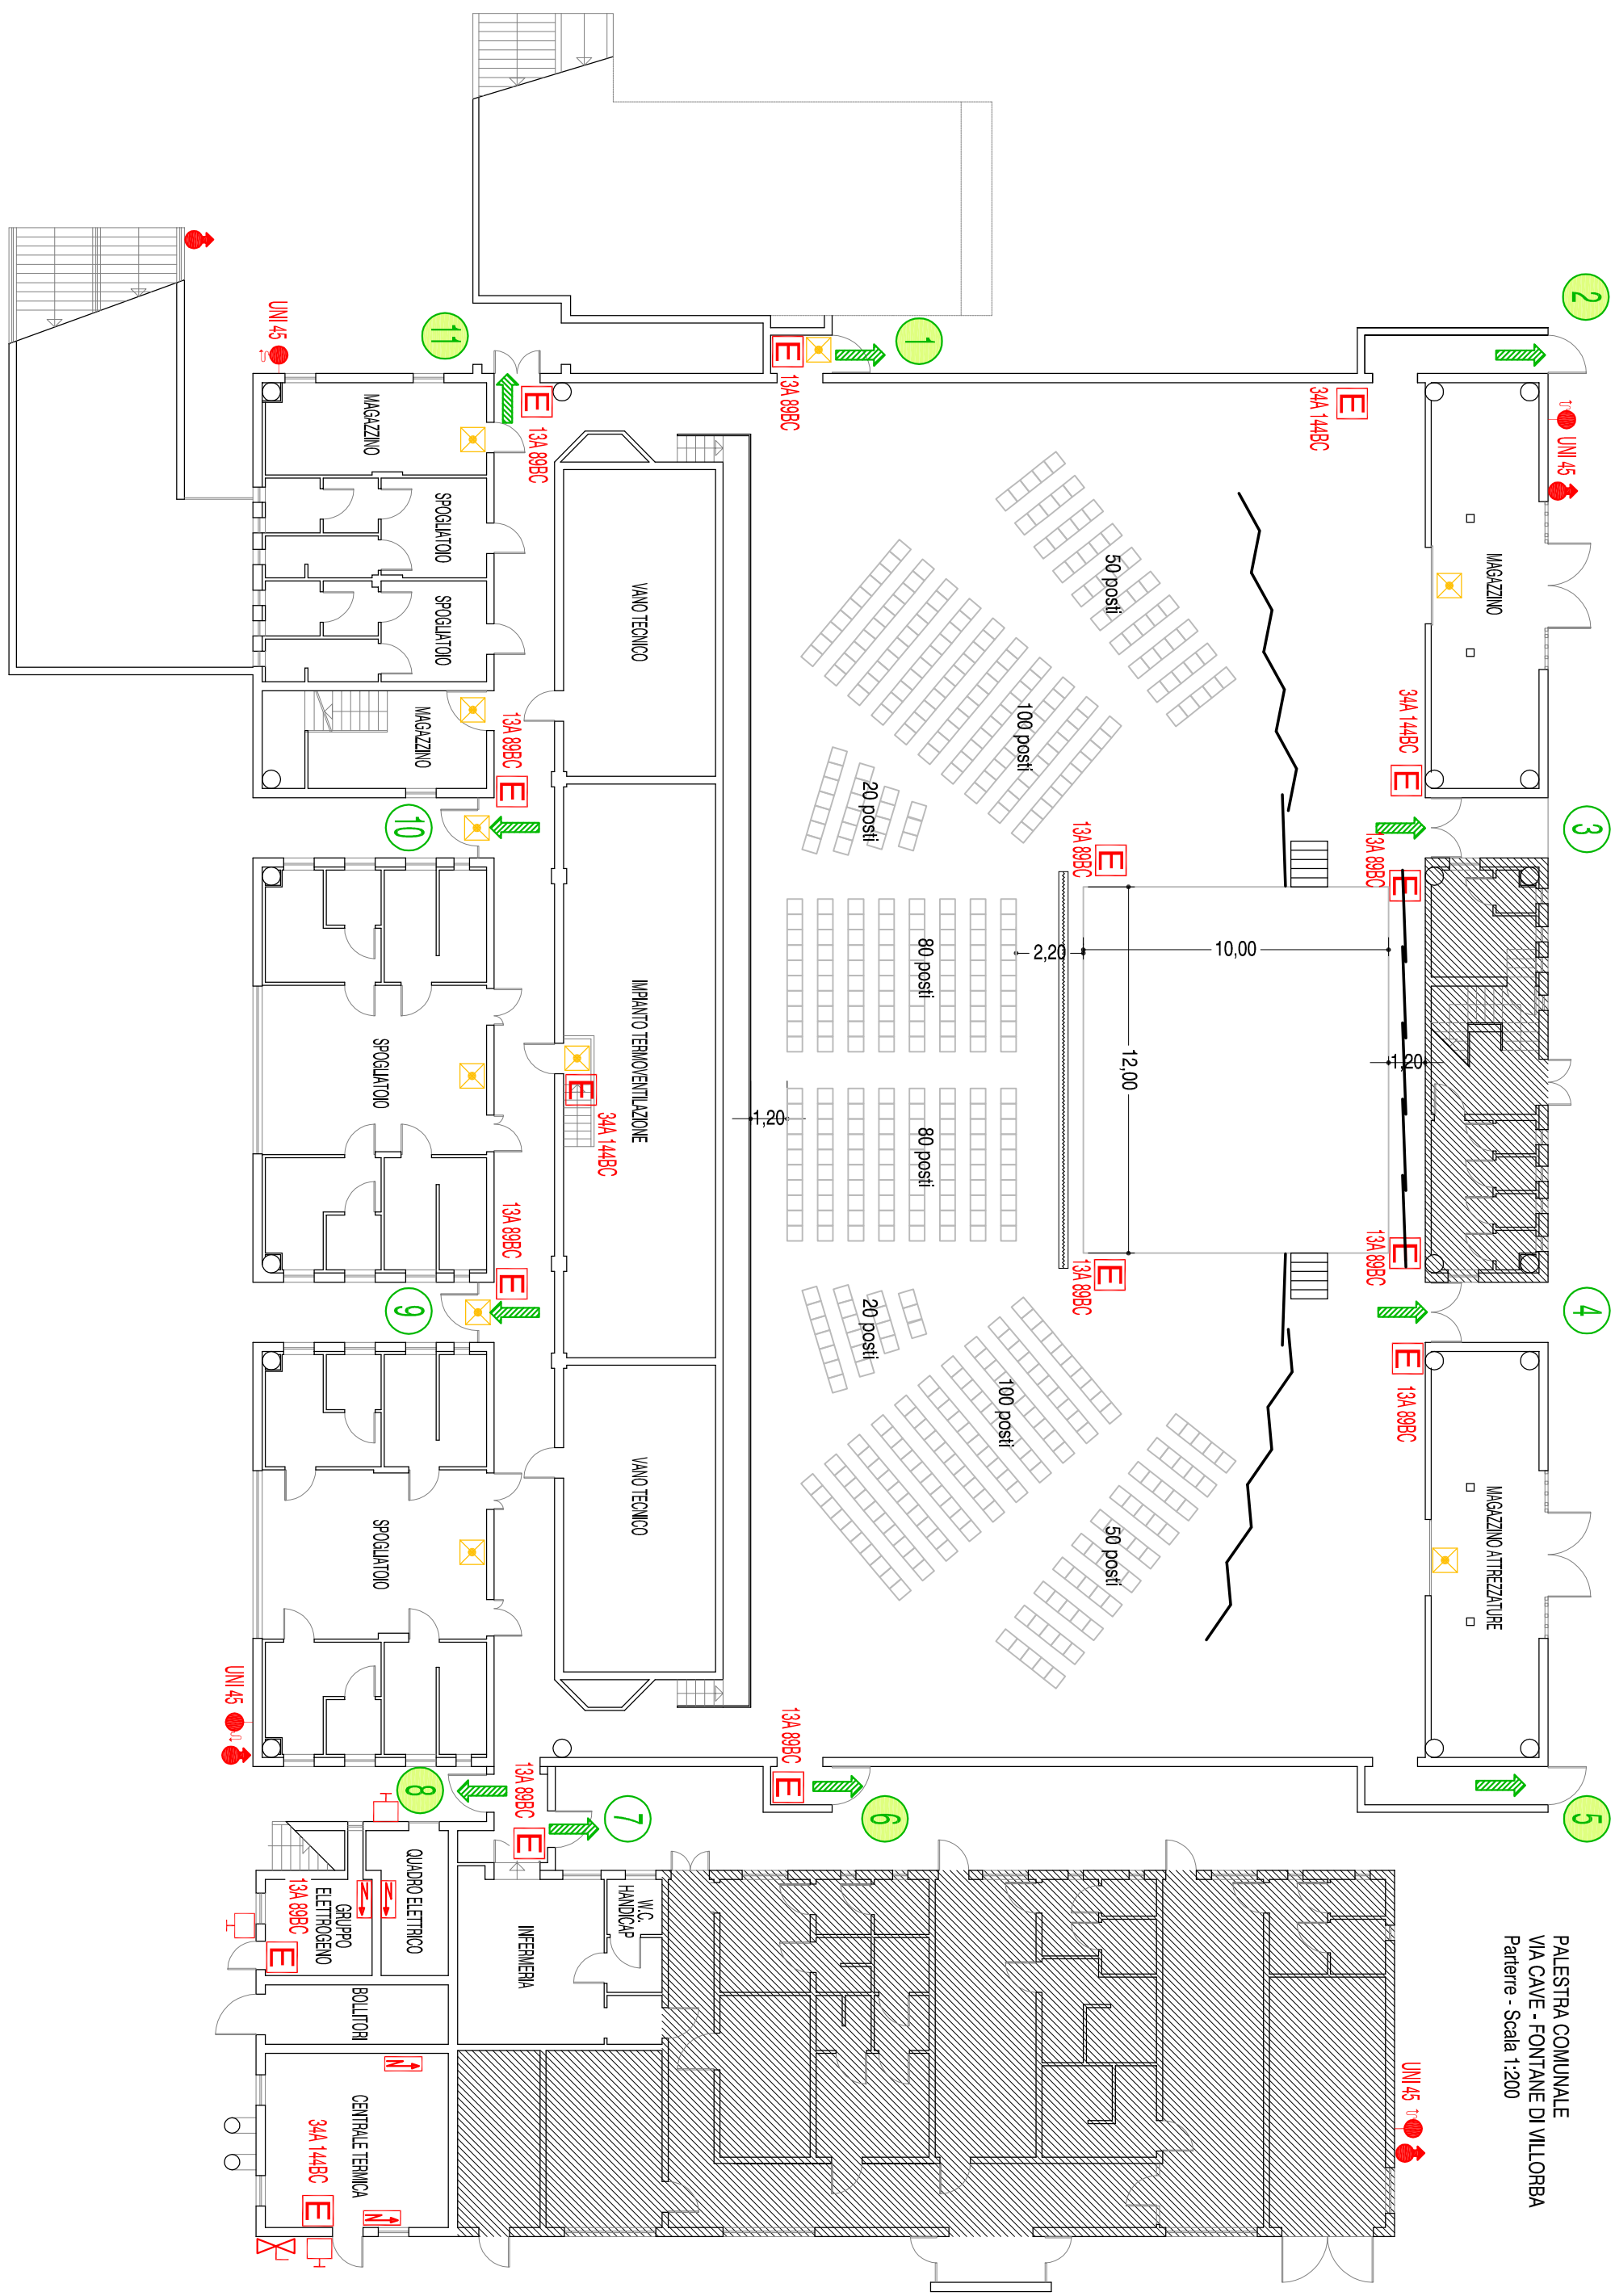 PALESTRA COMUNALE
VIA CAVE - FONTANE DI VILLORBA
Parterre - Scala 1:200
2
3
4
5
UNI 45
MAGAZZINO
MAGAZZINO ATTREZZATURE
34A 144BC
E
E
13A 89BC
UNI 45
13A 89BC
E
13A 89BC
E
1,20
E
34A 144BC
10,00
12,00
2,20
50 posti
50 posti
13A 89BC
E
13A 89BC
E
100 posti
100 posti
80 posti
80 posti
20 posti
20 posti
1
6
E
13A 89BC
13A 89BC
E
1,20
VANO TECNICO
IMPIANTO TERMOVENTILAZIONE
VANO TECNICO
E
34A 144BC
7
W.C.
HANDICAP
E
13A 89BC
13A 89BC
E
13A 89BC
E
13A 89BC
E
INFERMERIA
11
SPOGLIATOIO
SPOGLIATOIO
MAGAZZINO
10
9
8
QUADRO ELETTRICO
MAGAZZINO
SPOGLIATOIO
SPOGLIATOIO
N
N
N
N
GRUPPO
ELETTROGENO
BOLLITORI
CENTRALE TERMICA
13A 89BC
E
34A 144BC
E
UNI 45
UNI 45